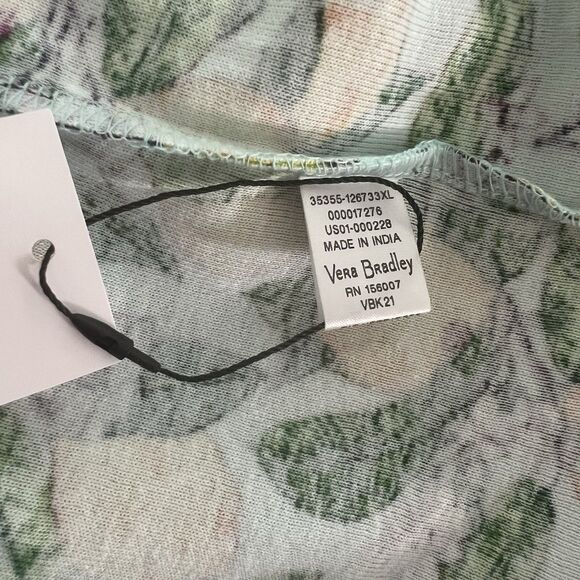 35355-126733XL
000017276
US01-000228
MADE IN INDIA
Vera Bradley
RN 156007
VBK21